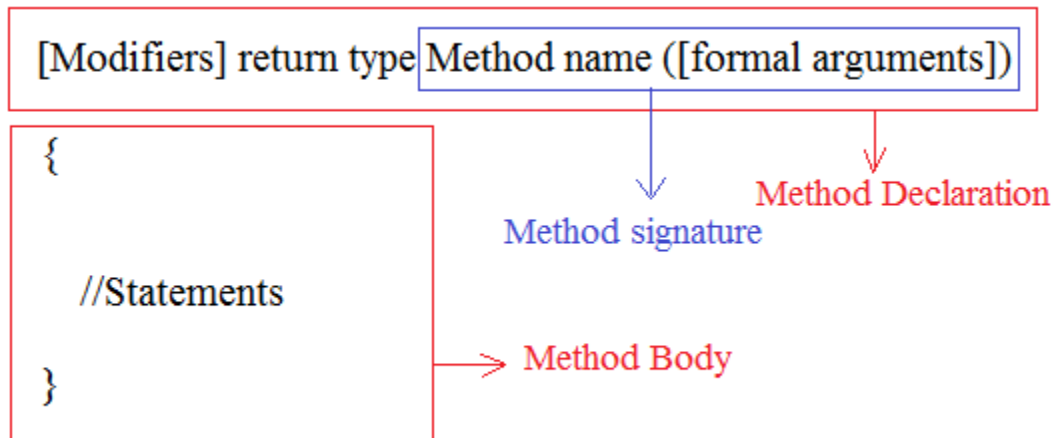 [Modifiers] return type Method name ([formal arguments])
{
Method Declaration
Method signature
//Statements
Method Body
}